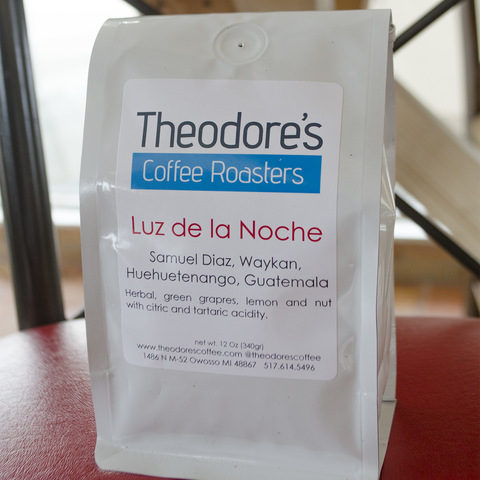 Theodore's
Coffee Roasters
Luz de la Noche
Samuel Diaz, Waykan,
Huehuetenango, Guatemala
Herbal, green grapres, lemon and nut
with citric and tartaric acidity.
net wt. 12 Oz (340gr)
www.theodorescoffee.com @theodorescoffee
1486 N M-52 Owosso MI 48867 517.614.5496